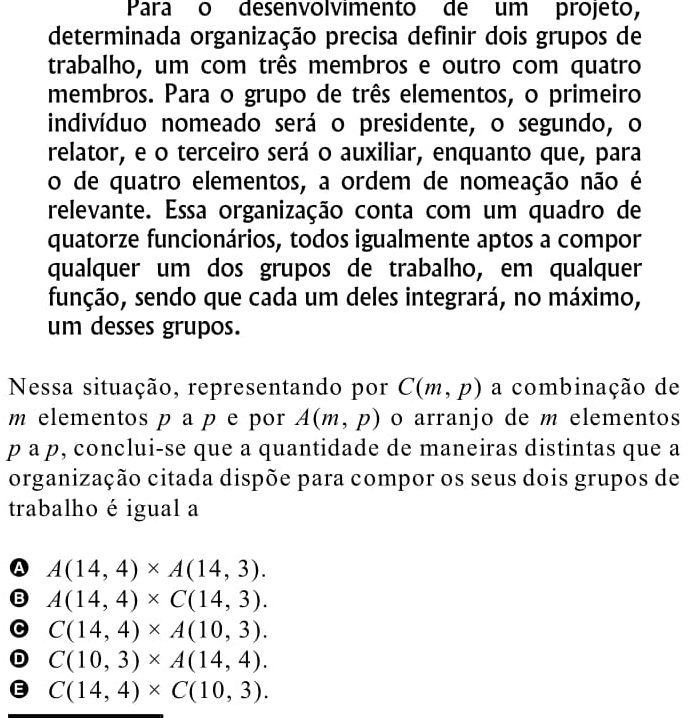 Para o desenvolvimento de um projeto,
determinada organização precisa definir dois grupos de
trabalho, um com três membros e outro com quatro
membros. Para o grupo de três elementos, o primeiro
indivíduo nomeado será o presidente, o segundo, o
relator, e o terceiro será o auxiliar, enquanto que, para
o de quatro elementos, a ordem de nomeação não é
relevante. Essa organização conta com um quadro de
quatorze funcionários, todos igualmente aptos a compor
qualquer um dos grupos de trabalho, em qualquer
função, sendo que cada um deles integrará, no máximo,
um desses grupos.
Nessa situação, representando por C(m, p) a combinação de
m elementos p a p e por A(m, p) o arranjo de m elementos
p a p, conclui-se que a quantidade de maneiras distintas que a
organização citada dispõe para compor os seus dois grupos de
trabalho é igual a
A A(14, 4) × A(14, 3).
B A(14, 4) × C(14, 3).
C C(14, 4) × A(10, 3).
D C(10, 3) × A(14, 4).
E C(14, 4) × C(10, 3).